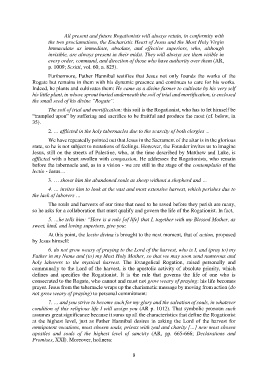 All present and future Rogationists will always retain, in conformity with
the two proclamations, the Eucharistic Heart of Jesus and the Most Holy Virgin
Immaculate as immediate, absolute, and effective superiors, who, although
invisible, are always present in their midst. They will always see them visible in
every order, command, and direction of those who have authority over them (AR,
p. 1009; Social, vol. 60, n. 825).
Furthermore, Father Hannibal testifies that Jesus not only founds the works of the
Rogate but remains in them with his dynamic presence and continues to care for his works.
Indeed, he plants and cultivates them: He came as a divine farmer to cultivate by his very self
his little plant, in whose sprout buried underneath the soil of trial and mortification, is enclosed
the small seed of his divine "Rogate".
The soil of trial and mortification: this soil is the Rogationist, who has to let himself be
"trampled upon" by suffering and sacrifice to be fruitful and produce the most (cf. below, in
35).
2. ... afflicted in the holy tabernacles due to the scarcity of holy clergies ...
We have repeatedly pointed out that Jesus in the Sacrament of the altar is in the glorious
state, so he is not subject to mutations of feelings. However, the Founder invites us to imagine
Jesus, still on the streets of Palestine, who, at the time described by Matthew and Luke, is
afflicted with a heart swollen with compassion. He addresses the Rogationists, who remain
before the tabernacle and, as in a vision - we are still in the stage of the contemplatio of the
lectio - Jesus....
3. ... shows him the abandoned souls as sheep without a shepherd and ...
4. ... invites him to look at the vast and most extensive harvest, which perishes due to
the lack of laborers ...
The souls and harvests of our time that need to be saved before they perish are many,
so he asks for a collaboration that must qualify and govern the life of the Rogationist. In fact,
5. ...he tells him: "Here is a rule [of life] that I, together with my Blessed Mother, as
sweet, kind, and loving superiors, give you:
At this point, the lectio divina is brought to the next moment, that of action, proposed
by Jesus himself:
6. do not grow weary of praying to the Lord of the harvest, who is I, and (pray to) my
Father in my Name and (to) my Most Holy Mother, so that we may soon send numerous and
holy laborers to the mystical harvest. The Evangelical Rogation, raised personally and
community to the Lord of the harvest, is the apostolic activity of absolute priority, which
defines and specifies the Rogationist. It is the rule that governs the life of one who is
consecrated to the Rogate, who cannot and must not grow weary of praying; his life becomes
prayer. Jesus from the tabernacle wraps up the charismatic message by moving from action (do
not grow weary of praying) to personal commitment:
7. ... and you strive to become such for my glory and the salvation of souls, in whatever
condition of the religious life I will assign you (AR p. 1012). That symbolic petition such
assumes great significance because it sums up all the characteristics that define the Rogationist
at the highest level, just as Father Hannibal desires in asking the Lord of the harvest for
omnipotent vocations, most chosen souls, priests with zeal and charity [...] new most chosen
apostles and souls of the highest level of sanctity (AR, pp. 665-666; Declarations and
Promises, XXII). Moreover, holiness:
8